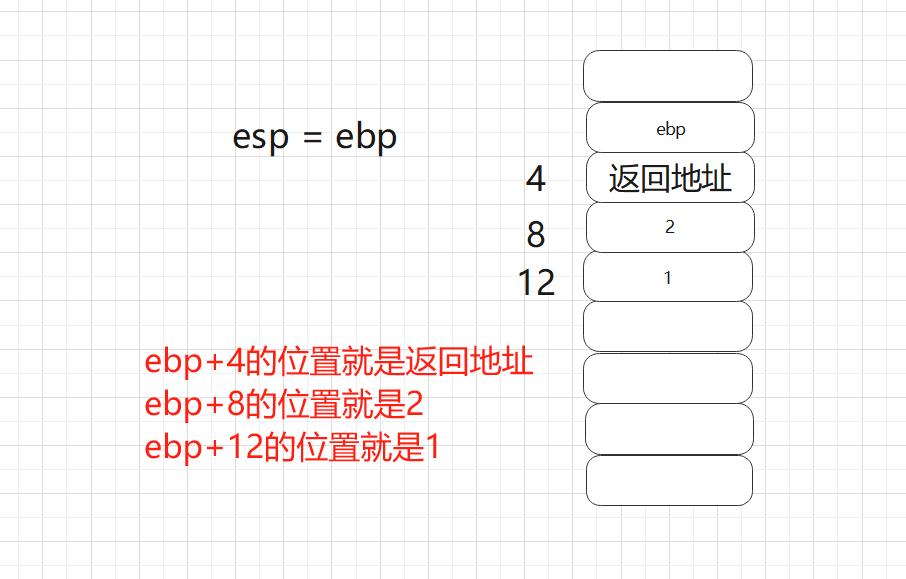 ebp
esp = ebp
4
返回地址
8
2
12
1
ebp+4的位置就是返回地址
ebp+8的位置就是2
ebp+12的位置就是1